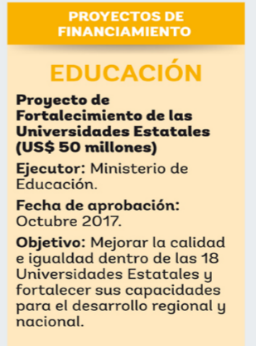 PROYECTOS DE
FINANCIAMIENTO
EDUCACIÓN
Proyecto de
Fortalecimiento de las
Universidades Estatales
(US$ 50 millones)
Ejecutor: Ministerio de
Educación.
Fecha de aprobación:
Octubre 2017.
Objetivo: Mejorar la calidad
e igualdad dentro de las 18
Universidades Estatales y
fortalecer sus capacidades
para el desarrollo regional y
nacional.